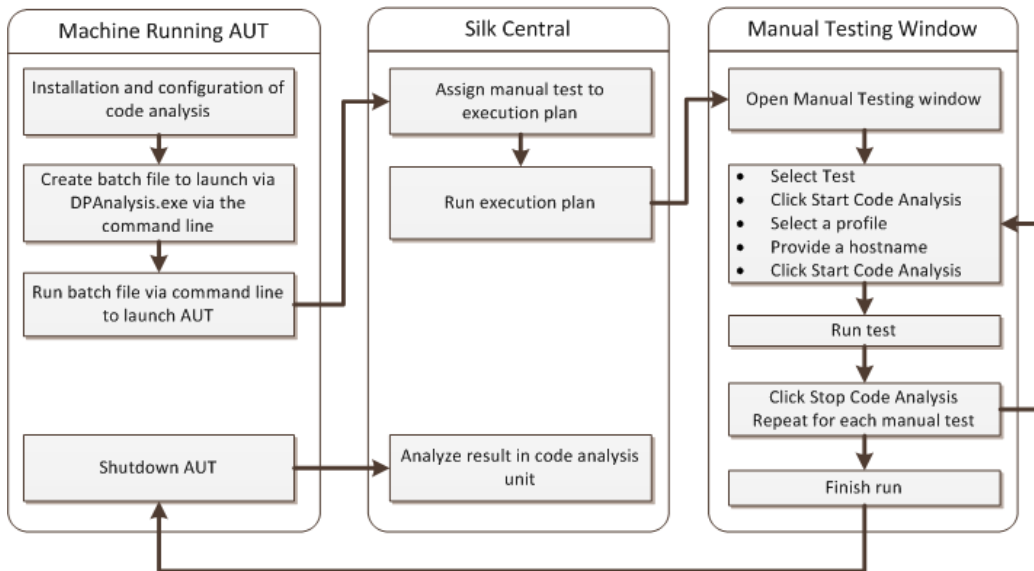 Machine Running AUT
Installation and configuration of
code analysis
Create batch file to launch via
DPAnalysis.exe via the
command line
Run batch file via command line
to launch AUT
Shutdown AUT
Silk Central
Assign manual test to
execution plan
Run execution plan
Analyze result in code analysis
unit
Manual Testing Window
Open Manual Testing window
• Select Test
• Click Start Code Analysis
• Select a profile
• Provide a hostname
• Click Start Code Analysis
Run test
Click Stop Code Analysis
Repeat for each manual test
Finish run